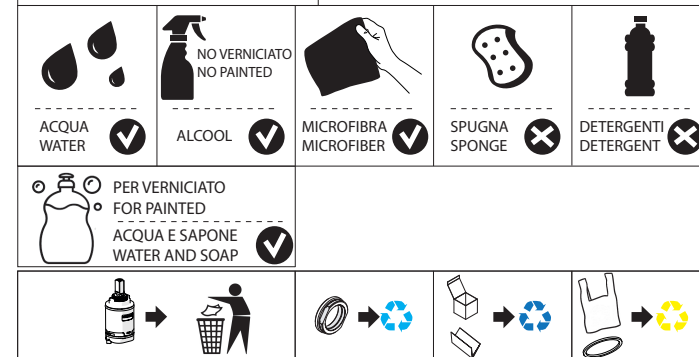 NO VERNICIATO
NO PAINTED
ACQUA
WATER
ALCOOL
MICROFIBRA
MICROFIBER
SPUGNA
SPONGE
DETERGENTI
DETERGENT
PER VERNICIATO
FOR PAINTED
ACQUA E SAPONE
WATER AND SOAP